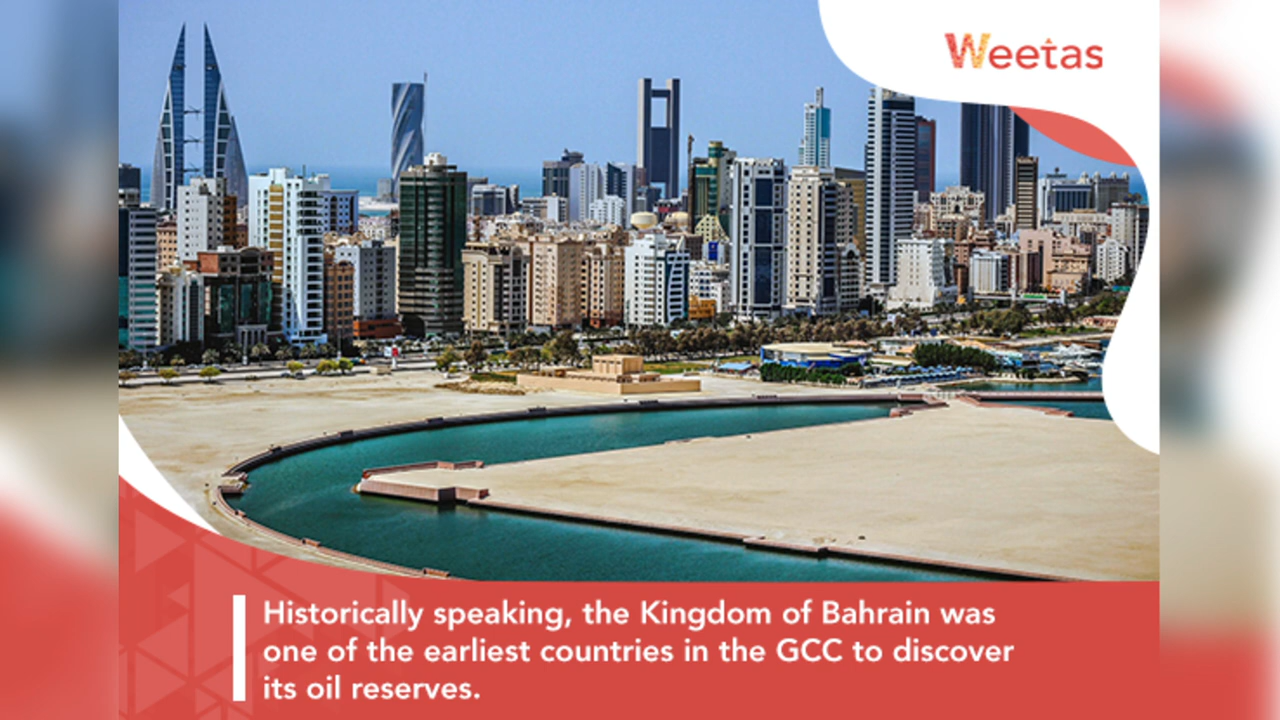 Weetas
Historically speaking, the Kingdom of Bahrain was
one of the earliest countries in the GCC to discover
its oil reserves.